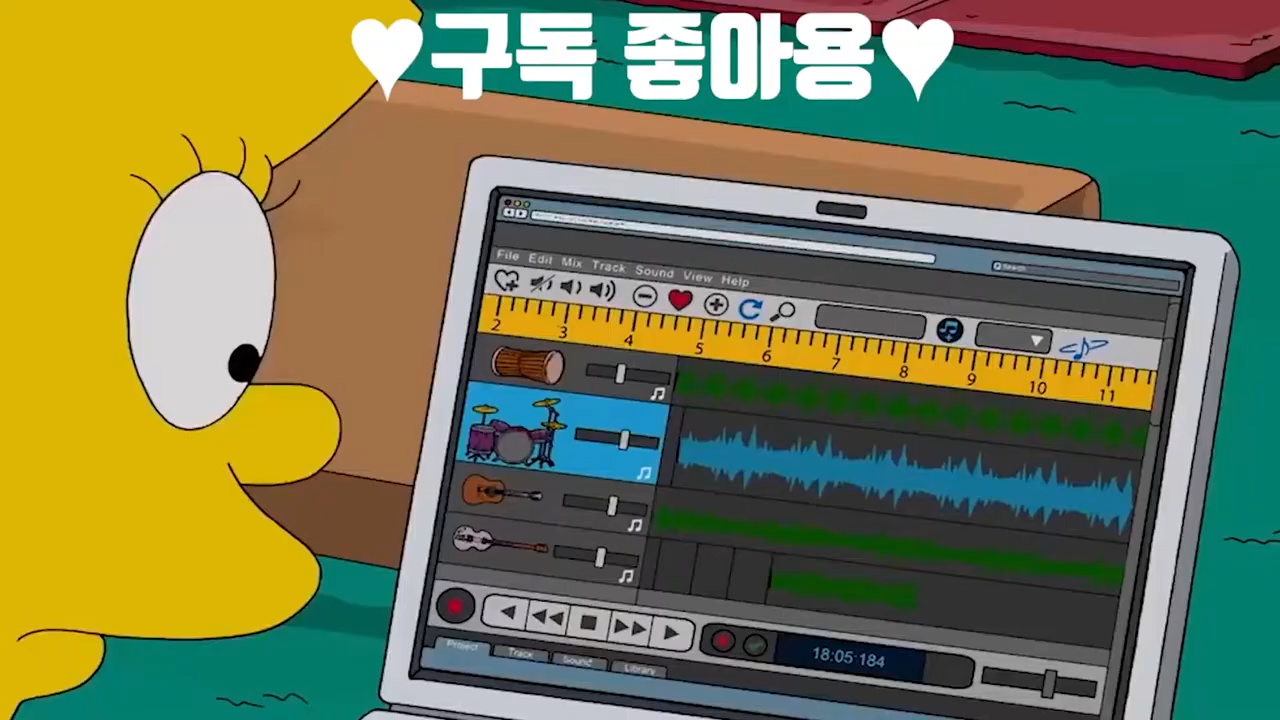 ♥구독 좋아용♥
Search
File Edit Mix Track Sound View Help
2 3 4 5 6 7 8 9 10 11
18:05:184
Project Track Sound Library